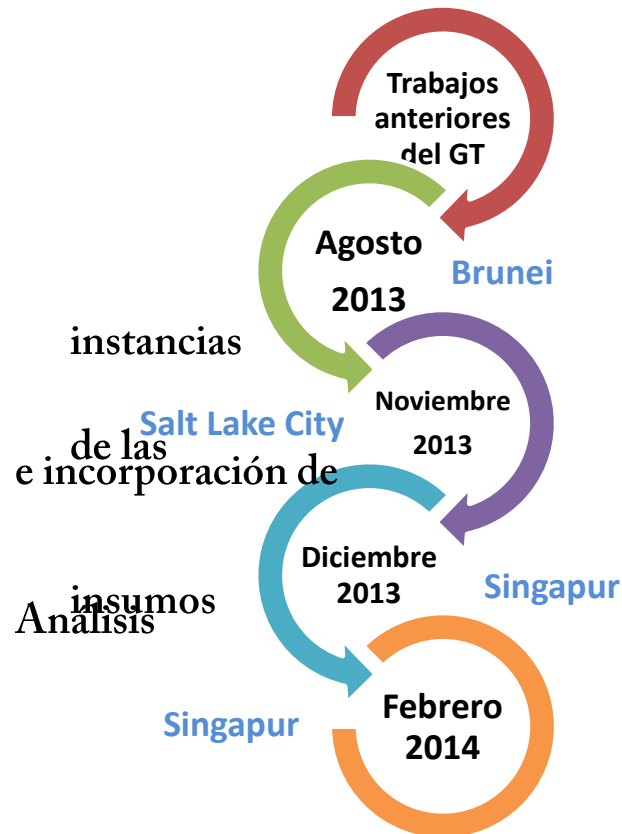 Trabajos
anteriores
del GT
Agosto
2013
Brunei
instancias
Noviembre
2013
Salt Lake City
de las
e incorporación de
Diciembre
2013
Singapur
insumos
Análisis
Febrero
2014
Singapur